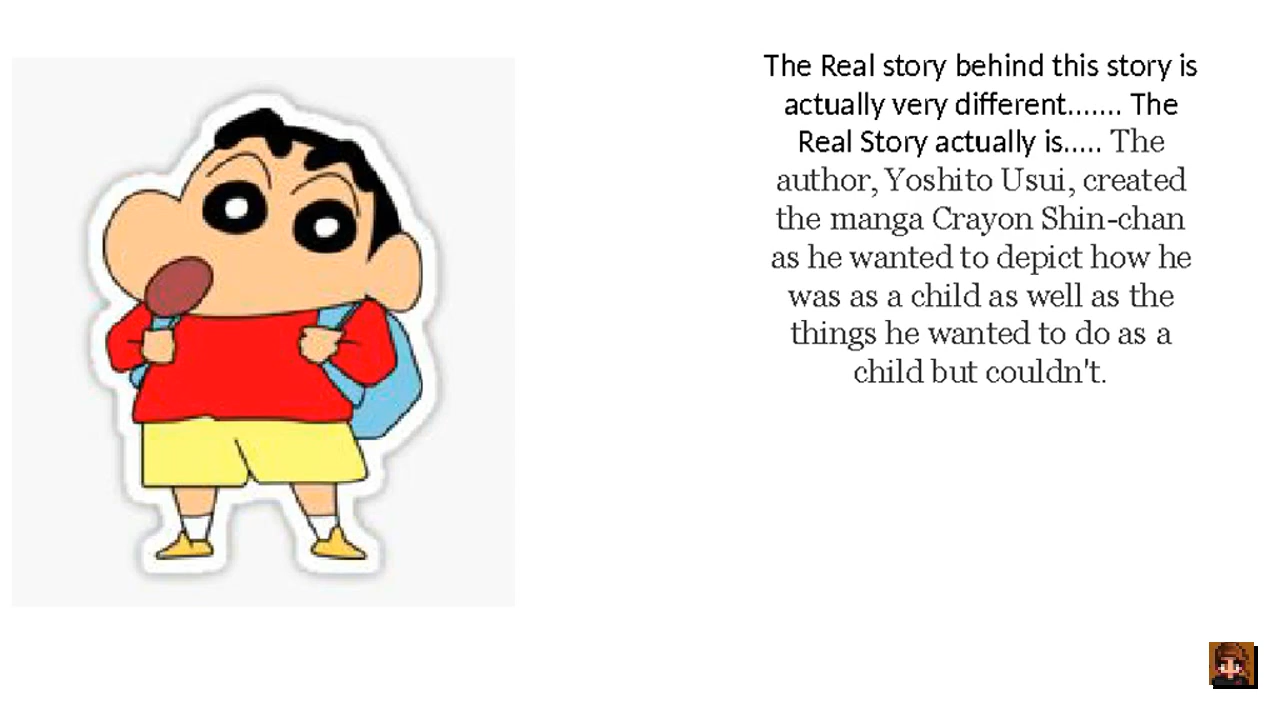 The Real story behind this story is
actually very different....... The
Real Story actually is..... The
author, Yoshito Usui, created
the manga Crayon Shin-chan
as he wanted to depict how he
was as a child as well as the
things he wanted to do as a
child but couldn't.